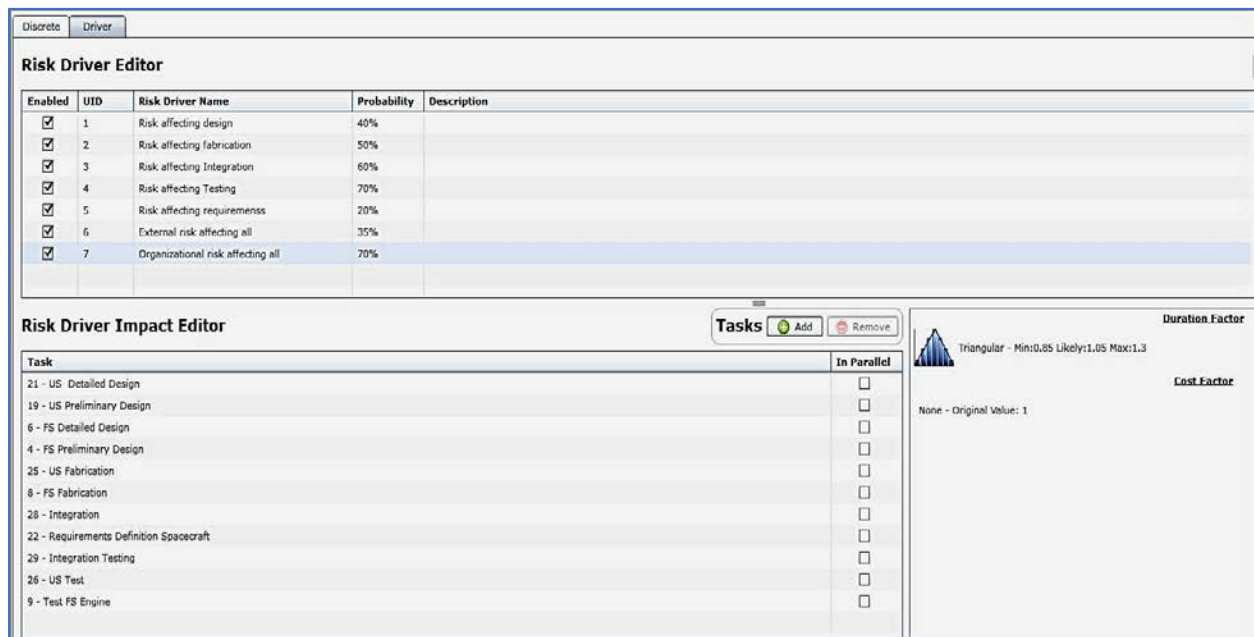 Discrete Driver
Risk Driver Editor
Enabled UID Risk Driver Name Probability Description
1 Risk affecting design 40%
2 Risk affecting fabrication 50%
3 Risk affecting Integration 60%
4 Risk affecting Testing 70%
5 Risk affecting requiremenss 20%
6 External risk affecting all 35%
7 Organizational risk affecting all 70%
Risk Driver Impact Editor Tasks Add Remove
Task In Parallel
21 - US Detailed Design
19 - US Preliminary Design
6 - FS Detailed Design
4 - FS Preliminary Design
25 - US Fabrication
8 - FS Fabrication
28 - Integration
22 - Requirements Definition Spacecraft
29 - Integration Testing
26 - US Test
9 - Test FS Engine
Duration Factor
Triangular - Min:0.85 Likely:1.05 Max:1.3
Cost Factor
None - Original Value: 1